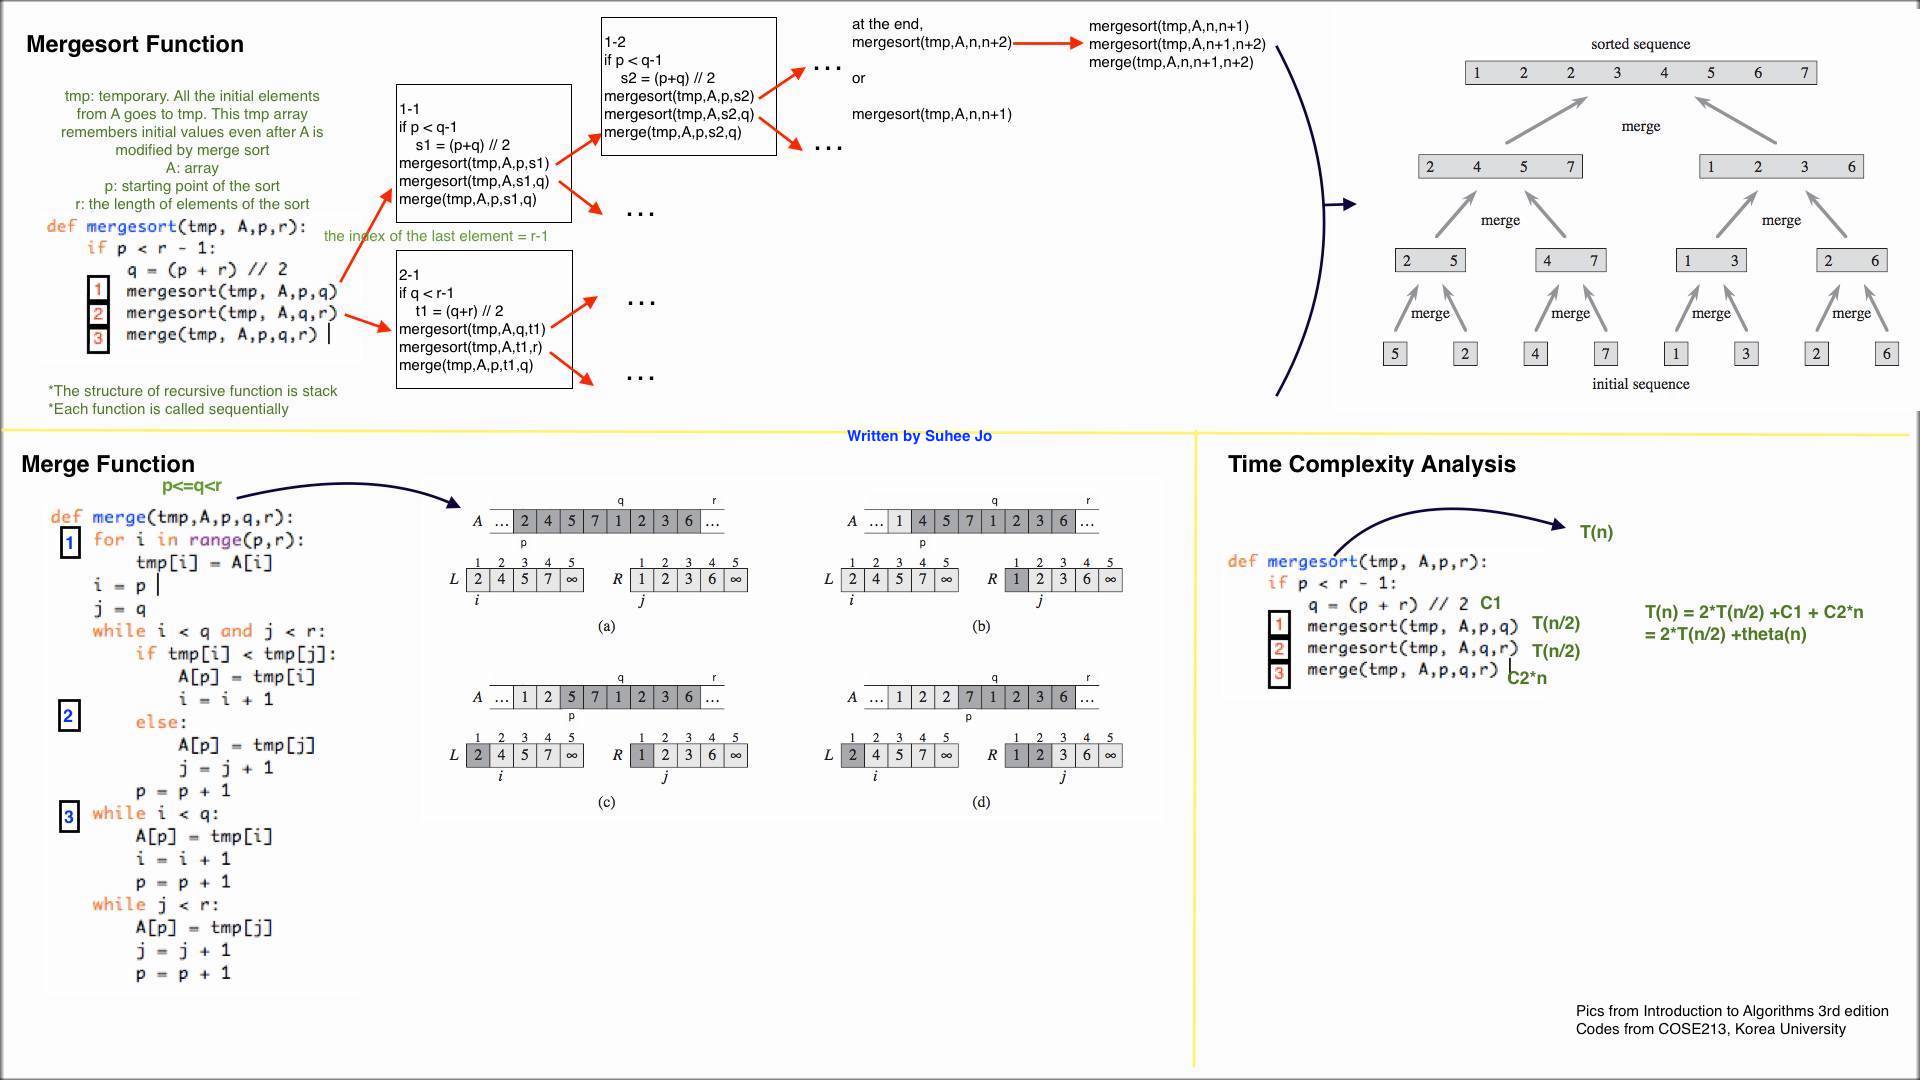 Mergesort Function
tmp: temporary. All the initial elements
from A goes to tmp. This tmp array
remembers initial values even after A is
modified by merge sort
A: array
p: starting point of the sort
r: the length of elements of the sort
def mergesort(tmp, A,p,r):
if p < r - 1:
q = (p + r) // 2
1 mergesort(tmp, A,p,q)
2 mergesort(tmp, A,q,r)
3 merge(tmp, A,p,q,r)
the index of the last element = r-1
*The structure of recursive function is stack
*Each function is called sequentially
1-1
if p < q-1
s1 = (p+q) // 2
mergesort(tmp,A,p,s1)
mergesort(tmp,A,s1,q)
merge(tmp,A,p,s1,q)
...
2-1
if q < r-1
t1 = (q+r) // 2
mergesort(tmp,A,q,t1)
mergesort(tmp,A,t1,r)
merge(tmp,A,p,t1,q)
...
...
1-2
if p < q-1
s2 = (p+q) // 2
mergesort(tmp,A,p,s2)
mergesort(tmp,A,s2,q)
merge(tmp,A,p,s2,q)
...
...
at the end,
mergesort(tmp,A,n,n+2)
or
mergesort(tmp,A,n,n+1)
mergesort(tmp,A,n,n+1)
mergesort(tmp,A,n+1,n+2)
merge(tmp,A,n,n+1,n+2)
sorted sequence
1 2 2 3 4 5 6 7
merge
2 4 5 7 1 2 3 6
merge merge
2 5 4 7 1 3 2 6
merge merge merge merge
5 2 4 7 1 3 2 6
initial sequence
Written by Suhee Jo
Merge Function
p<=q<r
def merge(tmp,A,p,q,r):
1 for i in range(p,r):
tmp[i] = A[i]
i = p
j = q
while i < q and j < r:
if tmp[i] < tmp[j]:
A[p] = tmp[i]
i = i + 1
2 else:
A[p] = tmp[j]
j = j + 1
p = p + 1
3 while i < q:
A[p] = tmp[i]
i = i + 1
p = p + 1
while j < r:
A[p] = tmp[j]
j = j + 1
p = p + 1
q r
A ... 2 4 5 7 1 2 3 6 ...
p
1 2 3 4 5 1 2 3 4 5
L 2 4 5 7 ∞ R 1 2 3 6 ∞
i j
(a)
q r
A ... 1 4 5 7 1 2 3 6 ...
p
1 2 3 4 5 1 2 3 4 5
L 2 4 5 7 ∞ R 1 2 3 6 ∞
i j
(b)
q r
A ... 1 2 5 7 1 2 3 6 ...
p
1 2 3 4 5 1 2 3 4 5
L 2 4 5 7 ∞ R 1 2 3 6 ∞
i j
(c)
q r
A ... 1 2 2 7 1 2 3 6 ...
p
1 2 3 4 5 1 2 3 4 5
L 2 4 5 7 ∞ R 1 2 3 6 ∞
i j
(d)
Time Complexity Analysis
T(n)
def mergesort(tmp, A,p,r):
if p < r - 1:
q = (p + r) // 2 C1
1 mergesort(tmp, A,p,q) T(n/2)
2 mergesort(tmp, A,q,r) T(n/2)
3 merge(tmp, A,p,q,r) C2*n
T(n) = 2*T(n/2) +C1 + C2*n
= 2*T(n/2) +theta(n)
Pics from Introduction to Algorithms 3rd edition
Codes from COSE213, Korea University